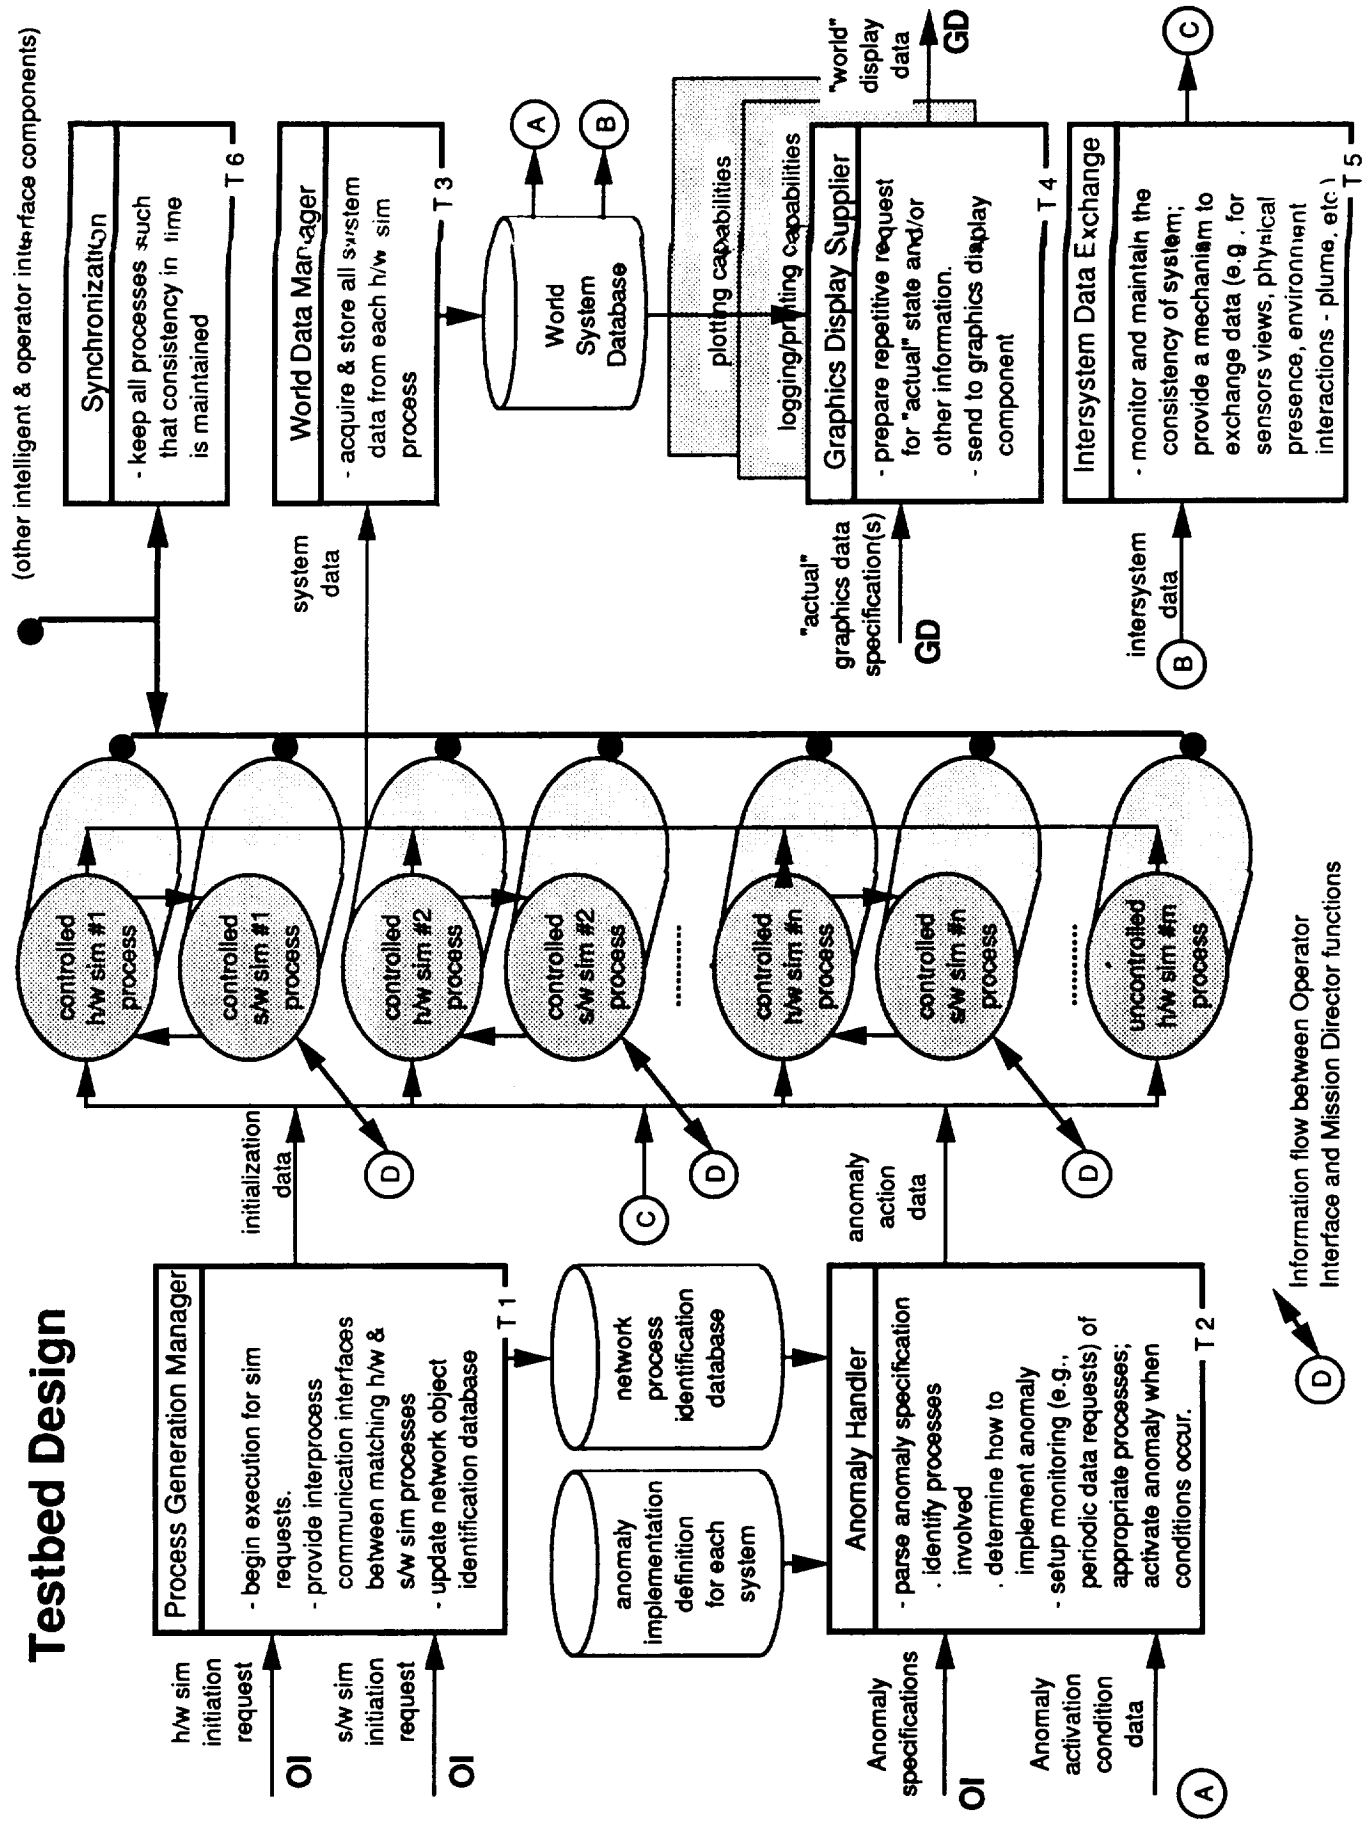 Testbed Design
(other intelligent & operator interface components)
h/w sim
initiation
request
OI
s/w sim
initiation
request
OI
Process Generation Manager
- begin execution for sim
requests.
- provide interprocess
communication interfaces
between matching h/w &
s/w sim processes
- update network object
identification database
T 1
initialization
data
D
controlled
h/w sim #1
process
controlled
s/w sim #1
process
controlled
h/w sim #2
process
controlled
s/w sim #2
process
..........
controlled
h/w sim #n
process
controlled
s/w sim #n
process
..........
uncontrolled
h/w sim #m
process
C
D
D
anomaly
implementation
definition
for each
system
network
process
identification
database
Anomaly
specifications
OI
Anomaly
activation
condition
data
A
Anomaly Handler
- parse anomaly specification
. identify processes
involved
. determine how to
implement anomaly
- setup monitoring (e.g.,
periodic data requests) of
appropriate processes;
activate anomaly when
conditions occur.
T 2
anomaly
action
data
Synchronization
- keep all processes such
that consistency in time
is maintained
T 6
system
data
World Data Manager
- acquire & store all system
data from each h/w sim
process
T 3
World
System
Database
A
B
plotting capabilities
logging/printing capabilities
"actual"
graphics data
specification(s)
GD
Graphics Display Supplier
- prepare repetitive request
for "actual" state and/or
other information.
- send to graphics display
component
T 4
"world"
display
data
GD
intersystem
data
B
Intersystem Data Exchange
- monitor and maintain the
consistency of system;
provide a mechanism to
exchange data (e.g., for
sensors views, physical
presence, environment
interactions - plume, etc.)
T 5
C
D
Information flow between Operator
Interface and Mission Director functions